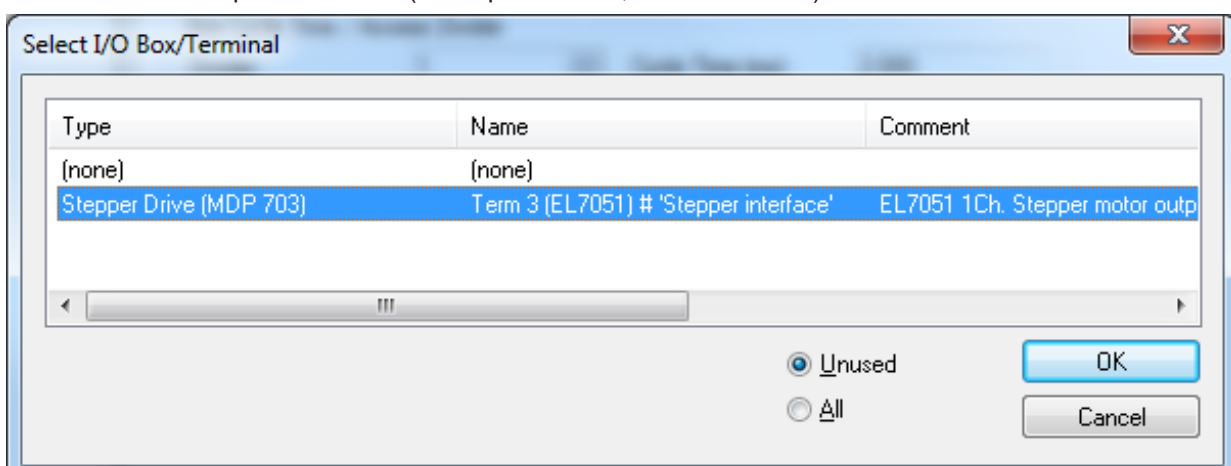 Select I/O Box/Terminal
Type Name Comment
(none) (none)
Stepper Drive (MDP 703) Term 3 (EL7051) # 'Stepper interface' EL7051 1Ch. Stepper motor outp
Unused
OK
All
Cancel